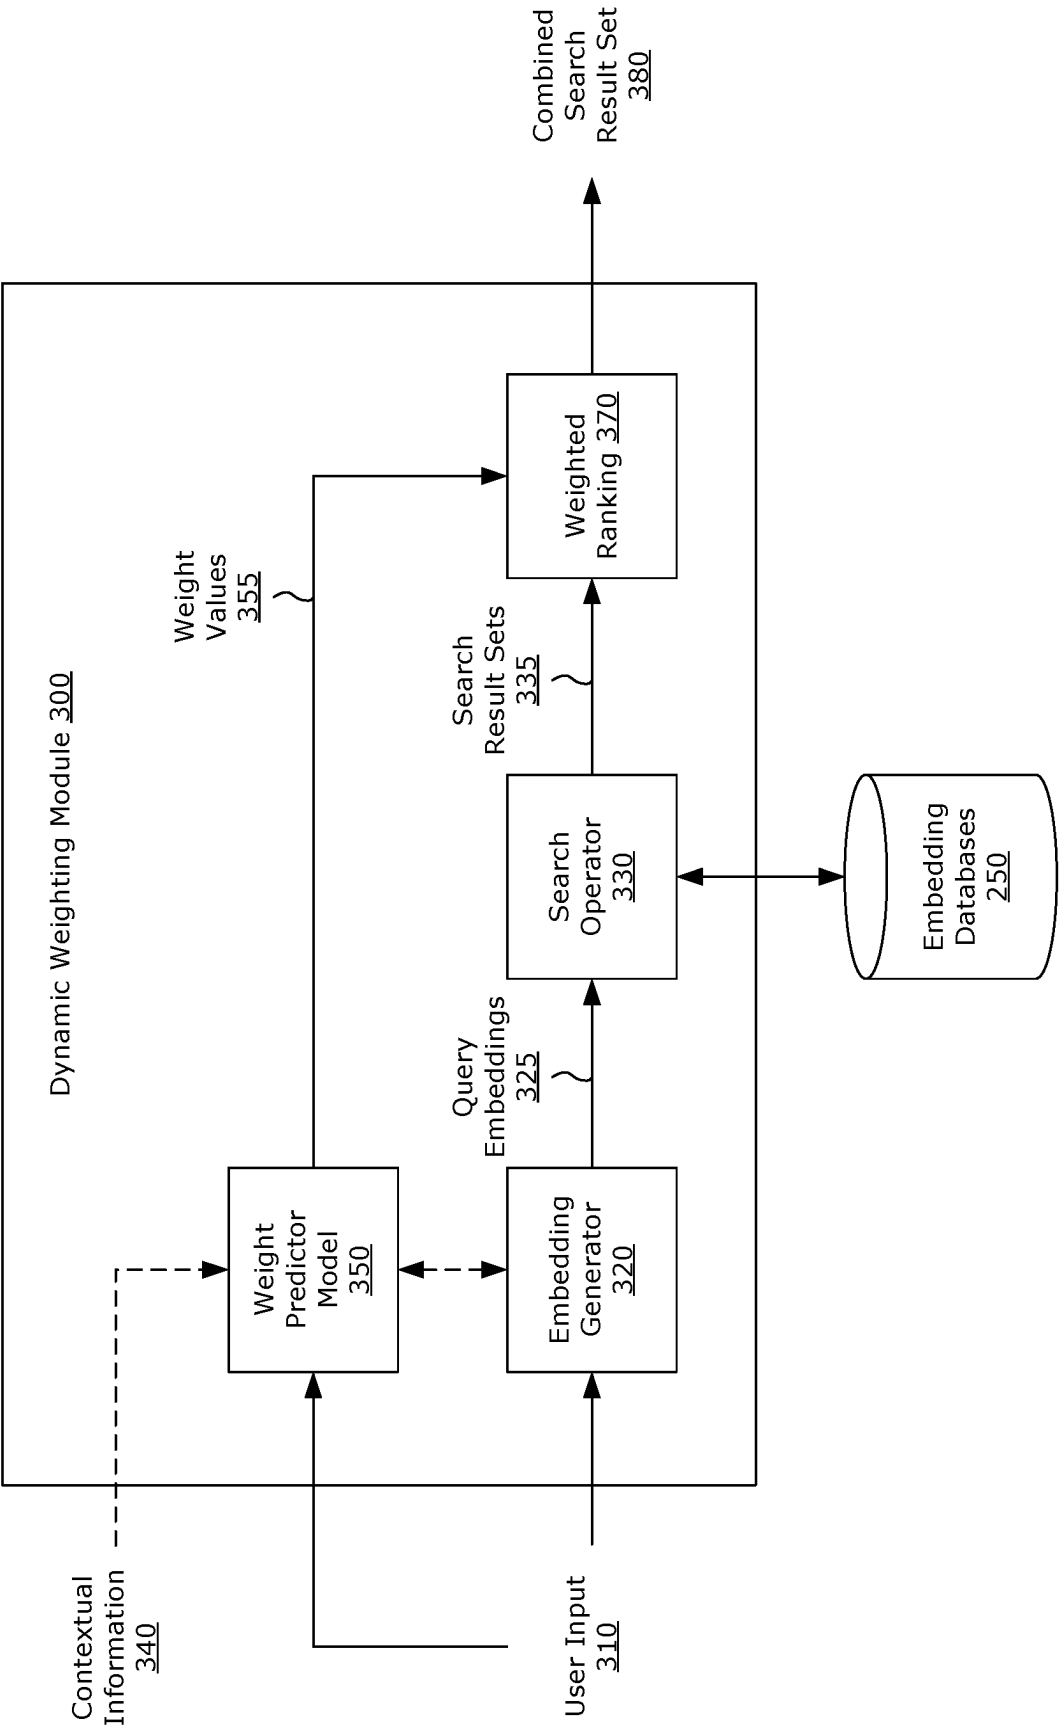 Dynamic Weighting Module 300
Contextual
Information
340
Weight
Predictor
Model
350
Weight
Values
355
User Input
310
Embedding
Generator
320
Query
Embeddings
325
Search
Operator
330
Search
Result Sets
335
Weighted
Ranking 370
Combined
Search
Result Set
380
Embedding
Databases
250